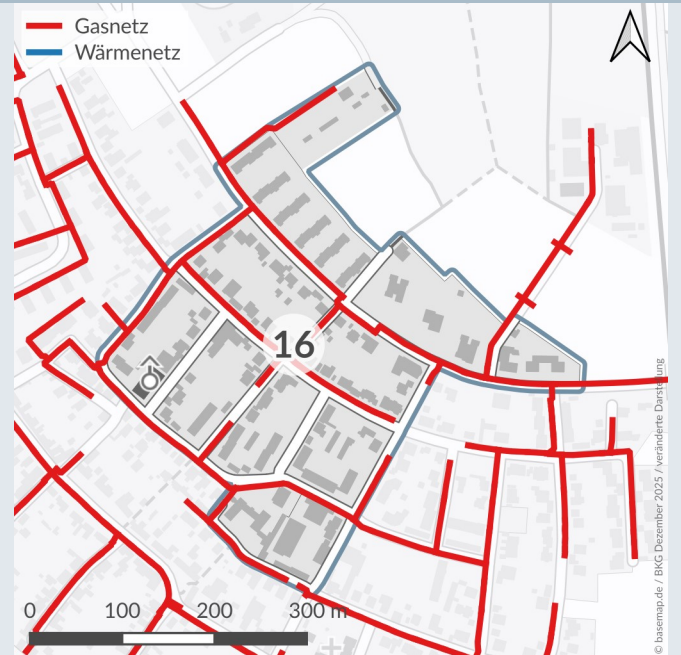 Gasnetz
Wärmenetz
16
0 100 200 300 m
© basemap.de / BKG Dezember 2025 / veränderte Darstellung